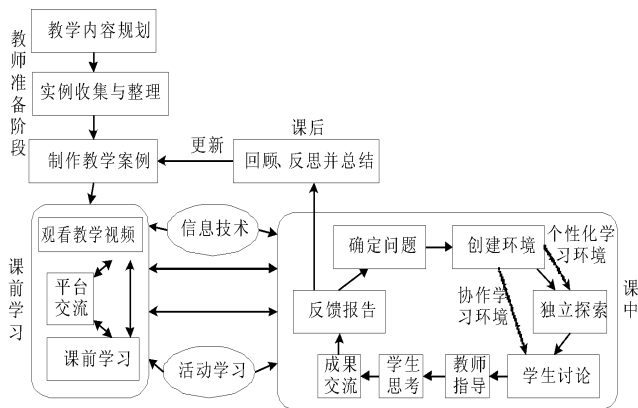 教师准备阶段
教学内容规划
实例收集与整理
制作教学案例
更新
课后
回顾、反思并总结
课前学习
观看教学视频
平台
交流
课前学习
信息技术
活动学习
课中
确定问题
创建环境
个性化学
习环境
反馈报告
协作学
习环境
独立探索
成果
交流
学生
思考
教师
指导
学生讨论